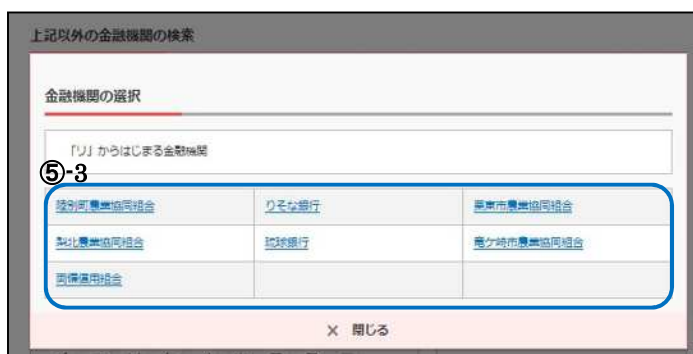 上記以外の金融機関の検索
金融機関の選択
「リ」からはじまる金融機関
⑤-3
陸別町農業協同組合 りそな銀行 栗東市農業協同組合
梨北農業協同組合 琉球銀行 竜ケ崎市農業協同組合
両備信用組合
× 閉じる